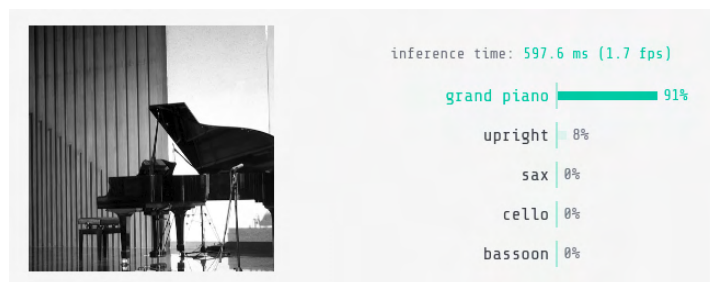 inference time: 597.6 ms (1.7 fps)
grand piano 91%
upright 8%
sax 0%
cello 0%
bassoon 0%